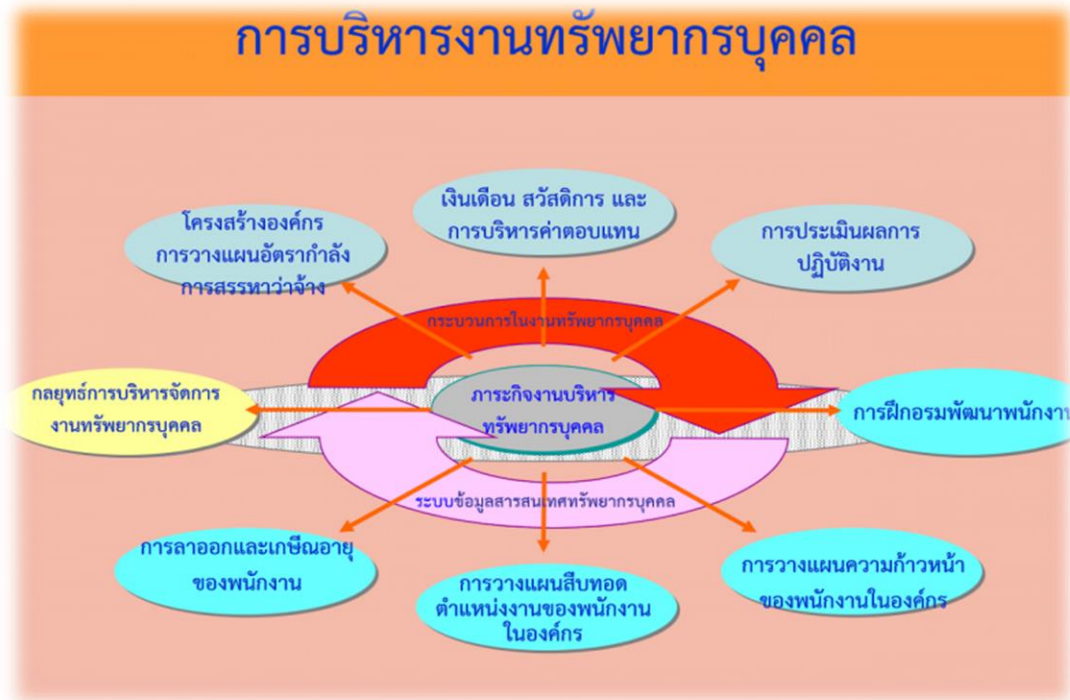 การบริหารงานทรัพยากรบุคคล
เงินเดือน สวัสดิการ และ
การบริหารค่าตอบแทน
โครงสร้างองค์กร
การวางแผนอัตรากำลัง
การสรรหาว่าจ้าง
การประเมินผลการ
ปฏิบัติงาน
กระบวนการในงานทรัพยากรบุคคล
กลยุทธ์การบริหารจัดการ
งานทรัพยากรบุคคล
ภาระกิจงานบริหาร
ทรัพยากรบุคคล
การฝึกอรมพัฒนาพนักงาน
ระบบข้อมูลสารสนเทศทรัพยากรบุคคล
การลาออกและเกษีณอายุ
ของพนักงาน
การวางแผนสืบทอด
ตำแหน่งงานของพนักงาน
ในองค์กร
การวางแผนความก้าวหน้า
ของพนักงานในองค์กร